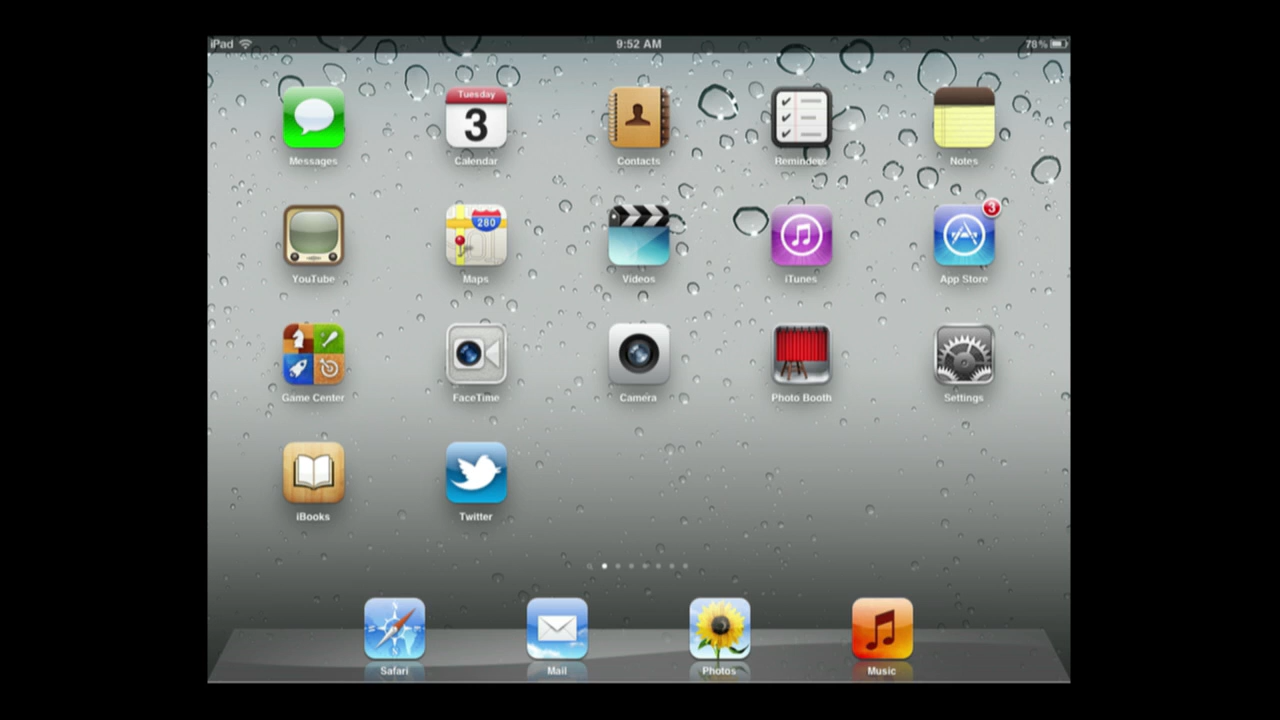 iPad 9:52 AM 78%
Tuesday
3
Messages Calendar Contacts Reminders Notes
280
3
YouTube Maps Videos iTunes App Store
Game Center FaceTime Camera Photo Booth Settings
iBooks Twitter
Safari Mail Photos Music